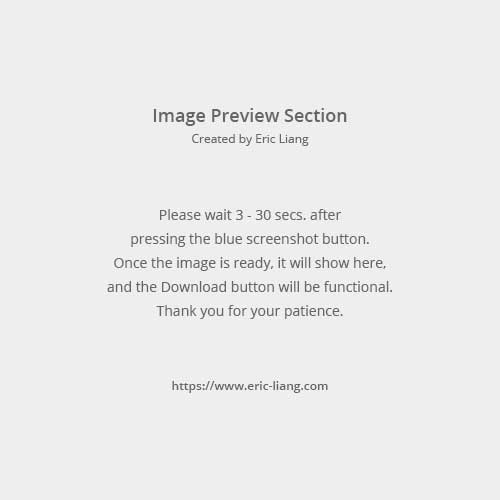 Image Preview Section
Created by Eric Liang
Please wait 3 - 30 secs. after
pressing the blue screenshot button.
Once the image is ready, it will show here,
and the Download button will be functional.
Thank you for your patience.
https://www.eric-liang.com